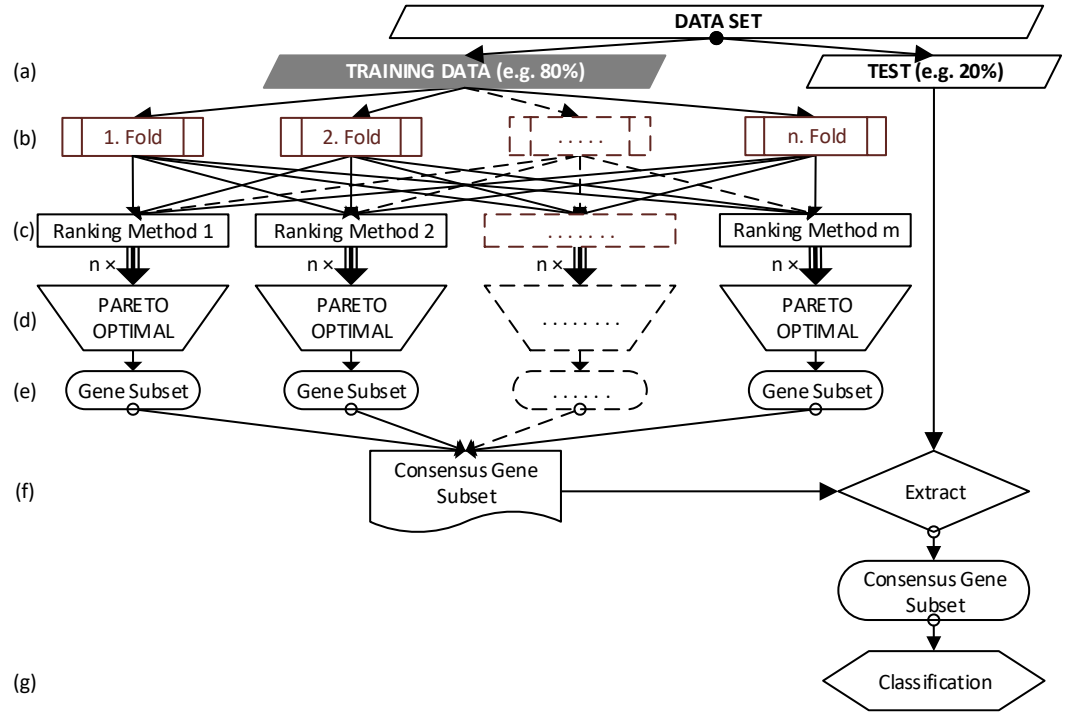 DATA SET
(a)
TRAINING DATA (e.g. 80%)
TEST (e.g. 20%)
(b)
1. Fold
2. Fold
. . . . .
n. Fold
(c)
Ranking Method 1
Ranking Method 2
. . . . . . .
Ranking Method m
n ×
n ×
n ×
(d)
PARETO
OPTIMAL
PARETO
OPTIMAL
. . . . . . . .
PARETO
OPTIMAL
(e)
Gene Subset
Gene Subset
. . . . . .
Gene Subset
(f)
Consensus Gene
Subset
Extract
Consensus Gene
Subset
(g)
Classification